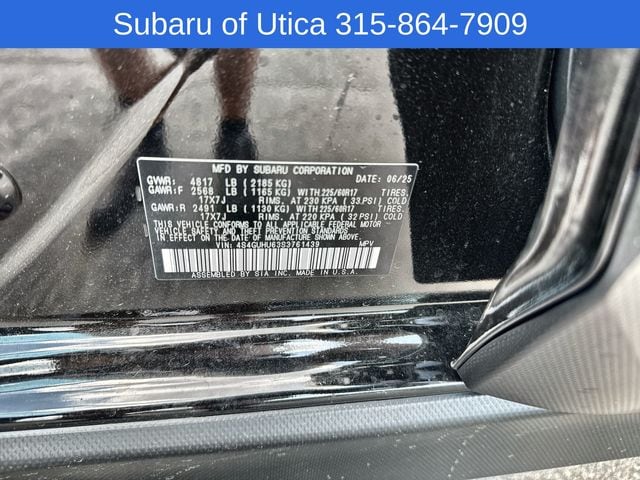 Subaru of Utica 315-864-7909
MFD BY SUBARU CORPORATION
GVWR: 4817 LB (2185 KG) DATE: 06/25
GAWR:F 2568 LB (1165 KG) WITH 225/60R17 TIRES,
17X7J RIMS, AT 230 KPA (33 PSI) COLD
GAWR:R 2491 LB (1130 KG) WITH 225/60R17 TIRES,
17X7J RIMS, AT 220 KPA (32 PSI) COLD
THIS VEHICLE CONFORMS TO ALL APPLICABLE FEDERAL MOTOR
VEHICLE SAFETY AND THEFT PREVENTION STANDARDS
IN EFFECT ON THE DATE OF MANUFACTURE SHOWN ABOVE.
VIN: 4S4GUHU63S3761439 MPV
ASSEMBLED BY SIA INC. MADE IN U.S.A.